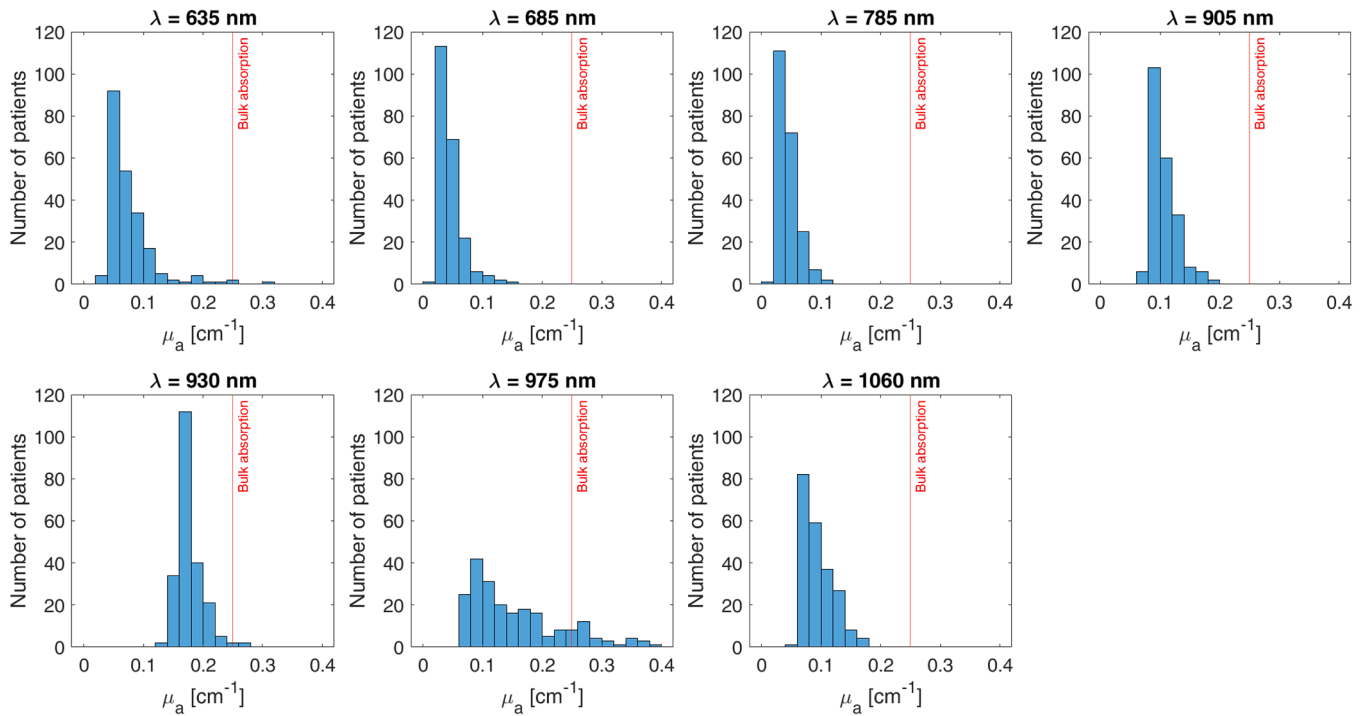 λ = 635 nm
Number of patients
120
100
80
60
40
20
0
Bulk absorption
0 0.1 0.2 0.3 0.4
μa [cm-1]
λ = 685 nm
Number of patients
120
100
80
60
40
20
0
Bulk absorption
0 0.1 0.2 0.3 0.4
μa [cm-1]
λ = 785 nm
Number of patients
120
100
80
60
40
20
0
Bulk absorption
0 0.1 0.2 0.3 0.4
μa [cm-1]
λ = 905 nm
Number of patients
120
100
80
60
40
20
0
Bulk absorption
0 0.1 0.2 0.3 0.4
μa [cm-1]
λ = 930 nm
Number of patients
120
100
80
60
40
20
0
Bulk absorption
0 0.1 0.2 0.3 0.4
μa [cm-1]
λ = 975 nm
Number of patients
120
100
80
60
40
20
0
Bulk absorption
0 0.1 0.2 0.3 0.4
μa [cm-1]
λ = 1060 nm
Number of patients
120
100
80
60
40
20
0
Bulk absorption
0 0.1 0.2 0.3 0.4
μa [cm-1]